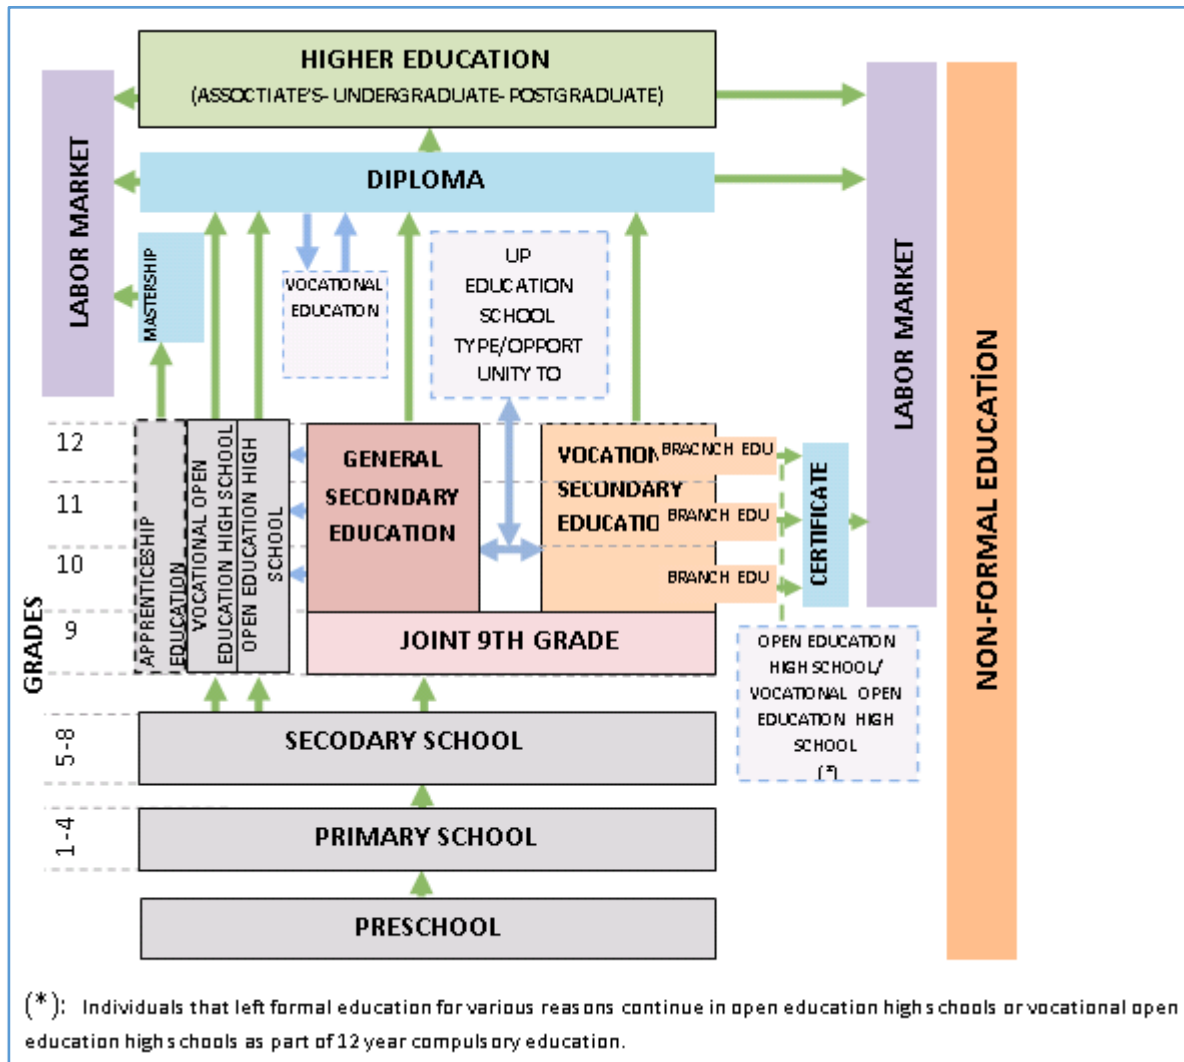 HIGHER EDUCATION
(ASSOCTIATE'S- UNDERGRADUATE- POSTGRADUATE)
LABOR MARKET
DIPLOMA
MASTERSHIP
VOCATIONAL
EDUCATION
UP
EDUCATION
SCHOOL
TYPE/OPPORT
UNITY TO
LABOR MARKET
NON-FORMAL EDUCATİON
GRADES
12
11
10
9
5-8
1-4
APPRENTICESHIP
EDUCATION
VOCATIONAL OPEN
EDUCATION HIGH SCHOOL
OPEN EDUCATION HIGH
SCHOOL
GENERAL
SECONDARY
EDUCATION
VOCATION
SECONDARY
EDUCATIO
BRACNCH EDU
BRANCH EDU
BRANCH EDU
CERTIFICATE
JOINT 9TH GRADE
OPEN EDUCATION
HIGH SCHOOL/
VOCATIONAL OPEN
EDUCATION HIGH
SCHOOL
(*)
SECODARY SCHOOL
PRIMARY SCHOOL
PRESCHOOL
(*): Individuals that left formal education for various reasons continue in open education high schools or vocational open
education high schools as part of 12 year compulsory education.